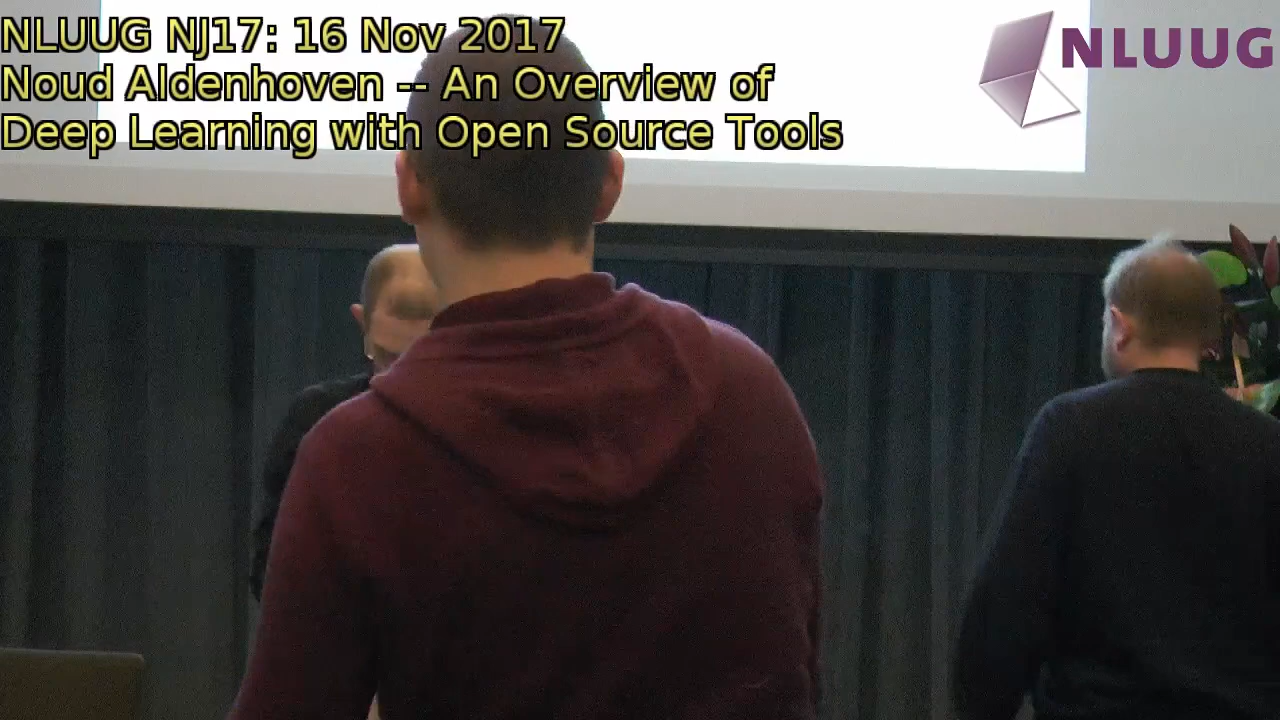 NLUUG NJ17: 16 Nov 2017
Noud Aldenhoven -- An Overview of
Deep Learning with Open Source Tools
NLUUG